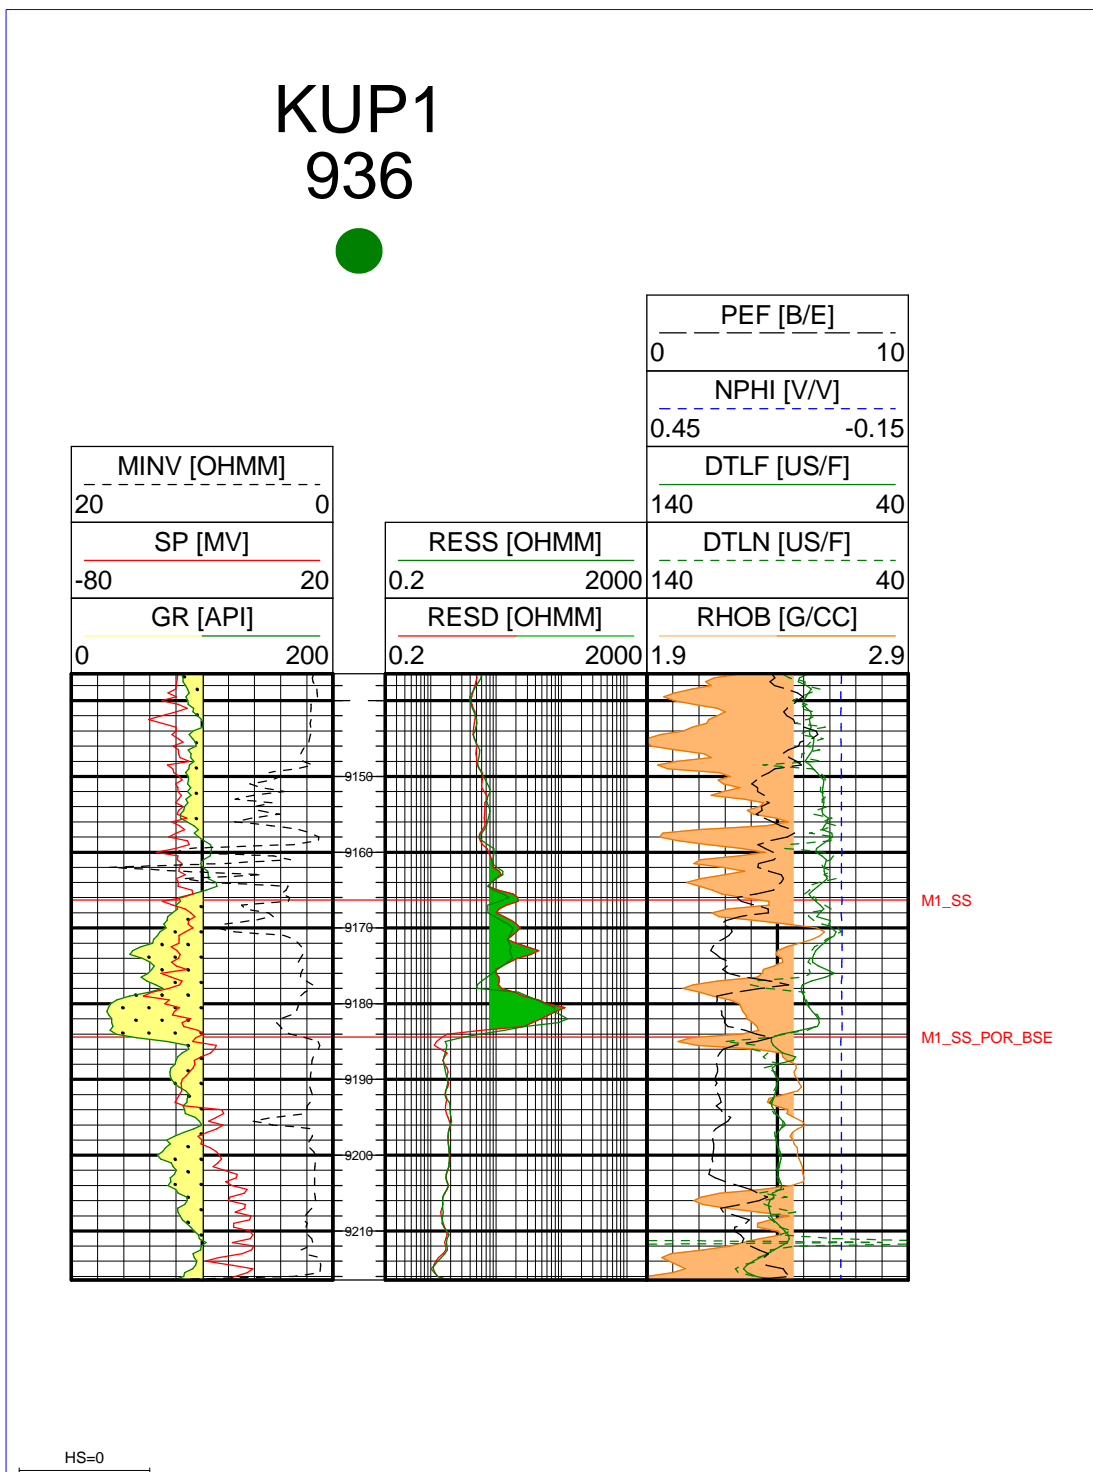 KUP1
936
PEF [B/E]
0 10
NPHI [V/V]
0.45 -0.15
MINV [OHMM]
20 0
DTLF [US/F]
140 40
SP [MV]
-80 20
RESS [OHMM]
0.2 2000
DTLN [US/F]
140 40
GR [API]
0 200
RESD [OHMM]
0.2 2000
RHOB [G/CC]
1.9 2.9
9150
9160
M1_SS
9170
9180
M1_SS_POR_BSE
9190
9200
9210
HS=0